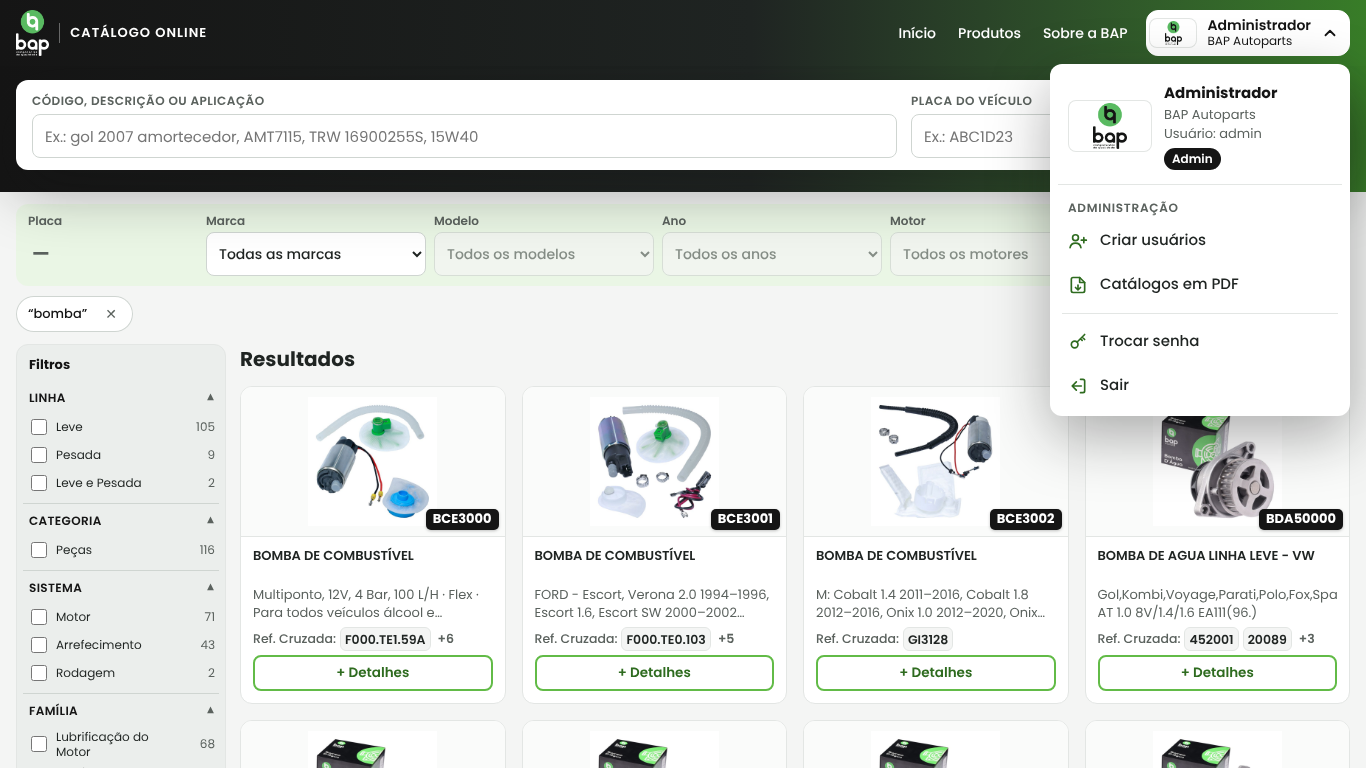 bap
CATÁLOGO ONLINE
Início
Produtos
Sobre a BAP
bap
Administrador
BAP Autoparts
CÓDIGO, DESCRIÇÃO OU APLICAÇÃO
Ex.: gol 2007 amortecedor, AMT7115, TRW 16900255S, 15W40
PLACA DO VEÍCULO
Ex.: ABC1D23
bap
Administrador
BAP Autoparts
Usuário: admin
Admin
ADMINISTRAÇÃO
Criar usuários
Catálogos em PDF
Trocar senha
Sair
Placa
—
Marca
Todas as marcas
Modelo
Todos os modelos
Ano
Todos os anos
Motor
Todos os motores
“bomba” ×
Filtros
LINHA ▲
Leve 105
Pesada 9
Leve e Pesada 2
CATEGORIA ▲
Peças 116
SISTEMA ▲
Motor 71
Arrefecimento 43
Rodagem 2
FAMÍLIA ▲
Lubrificação do
Motor 68
Resultados
BCE3000
BOMBA DE COMBUSTÍVEL
Multiponto, 12V, 4 Bar, 100 L/H · Flex ·
Para todos veículos álcool e…
Ref. Cruzada: F000.TE1.59A +6
+ Detalhes
BCE3001
BOMBA DE COMBUSTÍVEL
FORD - Escort, Verona 2.0 1994–1996,
Escort 1.6, Escort SW 2000–2002…
Ref. Cruzada: F000.TE0.103 +5
+ Detalhes
BCE3002
BOMBA DE COMBUSTÍVEL
M: Cobalt 1.4 2011–2016, Cobalt 1.8
2012–2016, Onix 1.0 2012–2020, Onix…
Ref. Cruzada: GI3128
+ Detalhes
bap
Bomba
D'Água
BDA50000
BOMBA DE AGUA LINHA LEVE - VW
Gol,Kombi,Voyage,Parati,Polo,Fox,Spa
AT 1.0 8V/1.4/1.6 EA111(96.)
Ref. Cruzada: 452001 20089 +3
+ Detalhes
bap
bap
bap
bap